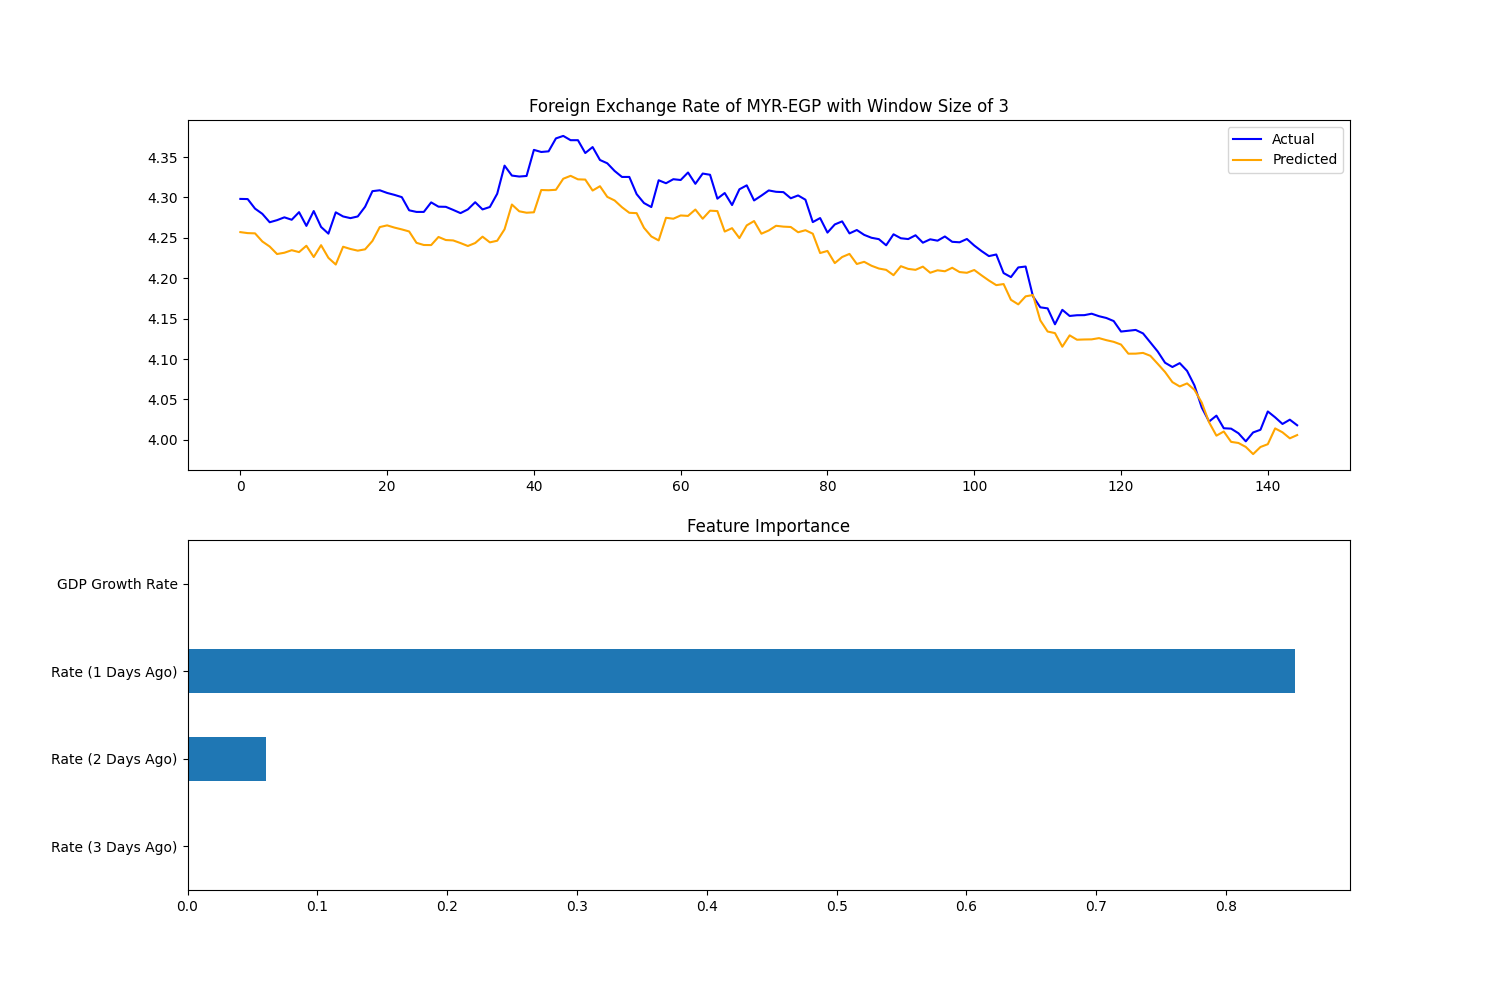 Foreign Exchange Rate of MYR-EGP with Window Size of 3
Actual
Predicted
4.35
4.30
4.25
4.20
4.15
4.10
4.05
4.00
0 20 40 60 80 100 120 140
Feature Importance
GDP Growth Rate
Rate (1 Days Ago)
Rate (2 Days Ago)
Rate (3 Days Ago)
0.0 0.1 0.2 0.3 0.4 0.5 0.6 0.7 0.8